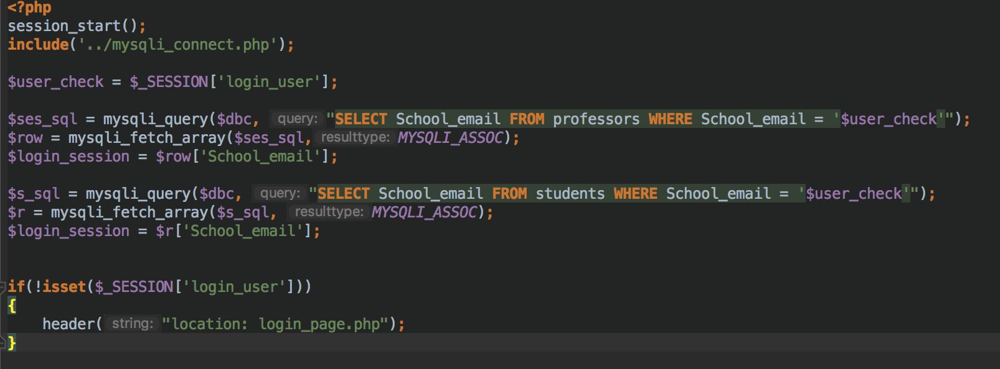 <?php
session_start();
include('../mysqli_connect.php');
$user_check = $_SESSION['login_user'];
$ses_sql = mysqli_query($dbc, query: "SELECT School_email FROM professors WHERE School_email = '$user_check'");
$row = mysqli_fetch_array($ses_sql, resulttype: MYSQLI_ASSOC);
$login_session = $row['School_email'];
$s_sql = mysqli_query($dbc, query: "SELECT School_email FROM students WHERE School_email = '$user_check'");
$r = mysqli_fetch_array($s_sql, resulttype: MYSQLI_ASSOC);
$login_session = $r['School_email'];
if(!isset($_SESSION['login_user']))
{
header( string: "location: login_page.php");
}